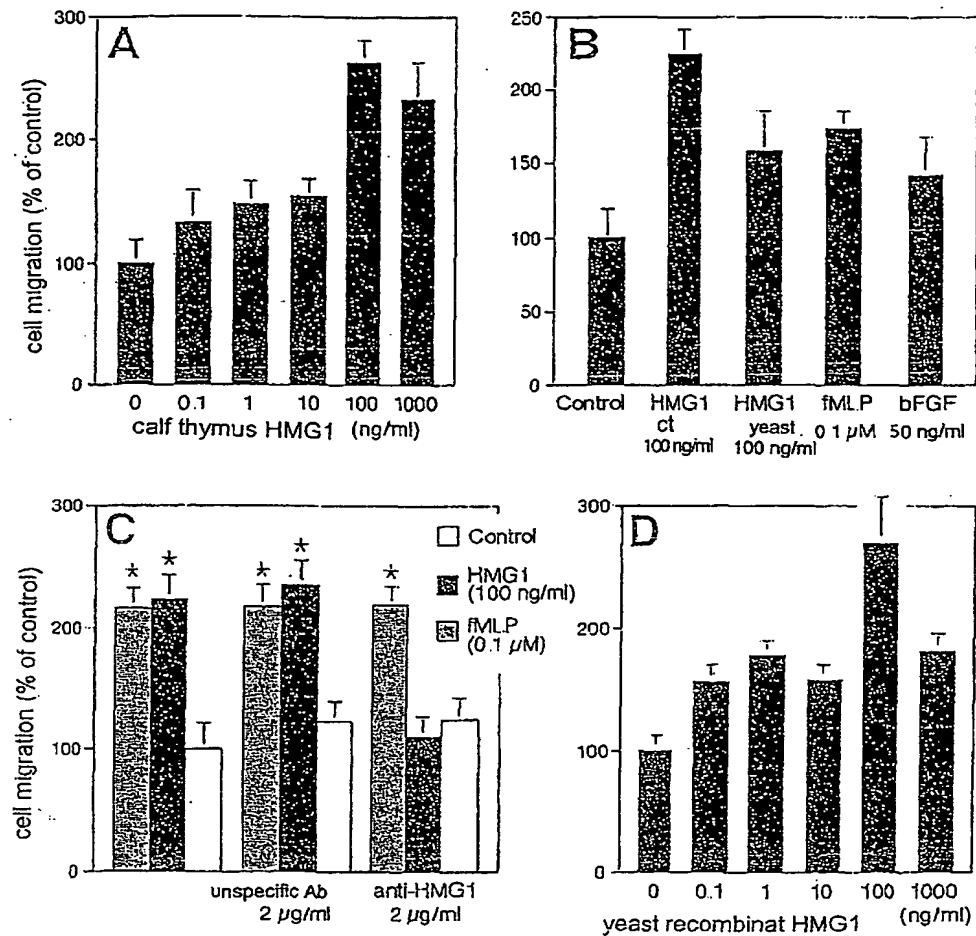 A
300
200
100
0
cell migration (% of control)
0 0.1 1 10 100 1000
calf thymus HMG1 (ng/ml)
B
250
200
150
100
50
0
Control HMG1 HMG1 fMLP bFGF
ct yeast 0 1 µM 50 ng/ml
100 ng/ml 100 ng/ml
C
300
200
100
0
cell migration (% of control)
* * * * *
Control
HMG1
(100 ng/ml)
fMLP
(0.1 µM)
unspecific Ab anti-HMG1
2 µg/ml 2 µg/ml
D
300
200
100
0
0 0.1 1 10 100 1000
yeast recombinat HMG1 (ng/ml)